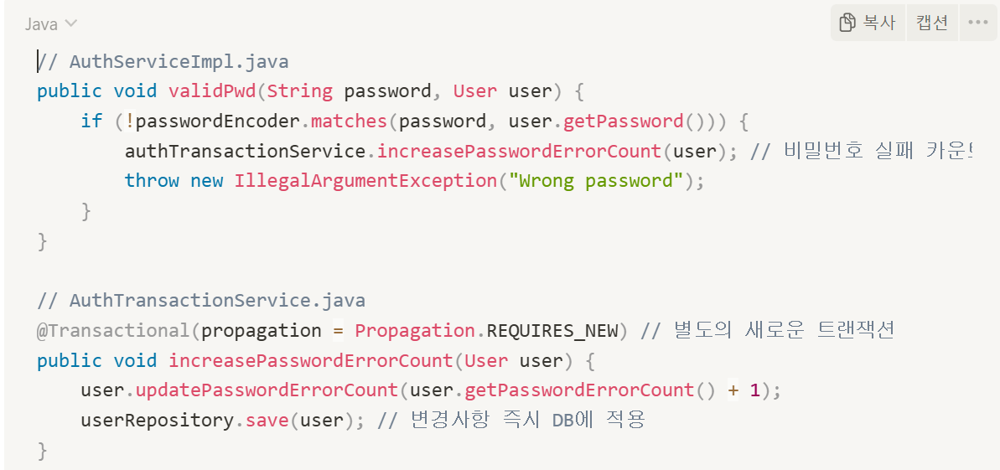 Java
복사 캡션
// AuthServiceImpl.java
public void validPwd(String password, User user) {
    if (!passwordEncoder.matches(password, user.getPassword())) {
        authTransactionService.increasePasswordErrorCount(user); // 비밀번호 실패
        throw new IllegalArgumentException("Wrong password");
    }
}
// AuthTransactionService.java
@Transactional(propagation = Propagation.REQUIRES_NEW) // 별도의 새로운 트랜잭션
public void increasePasswordErrorCount(User user) {
    user.updatePasswordErrorCount(user.getPasswordErrorCount() + 1);
    userRepository.save(user); // 변경사항 즉시 DB에 적용
}